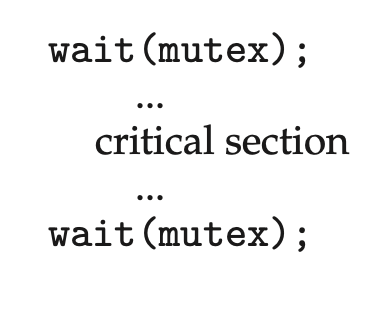 wait(mutex);
...
critical section
...
wait(mutex);